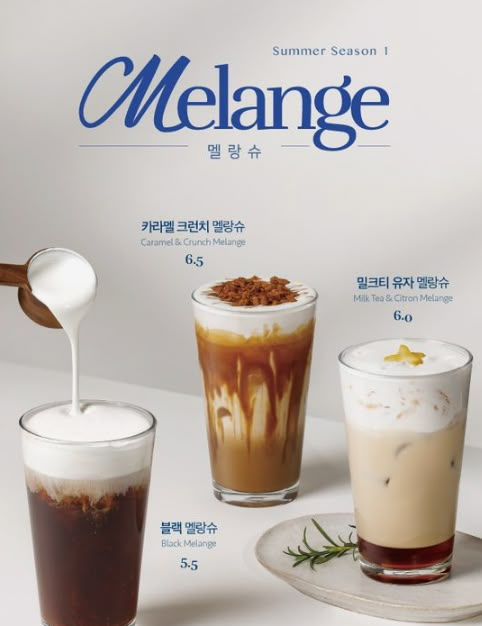 Summer Season 1
Melange
멜랑슈
카라멜 크런치 멜랑슈
Caramel & Crunch Melange
6.5
밀크티 유자 멜랑슈
Milk Tea & Citron Melange
6.0
블랙 멜랑슈
Black Melange
5.5